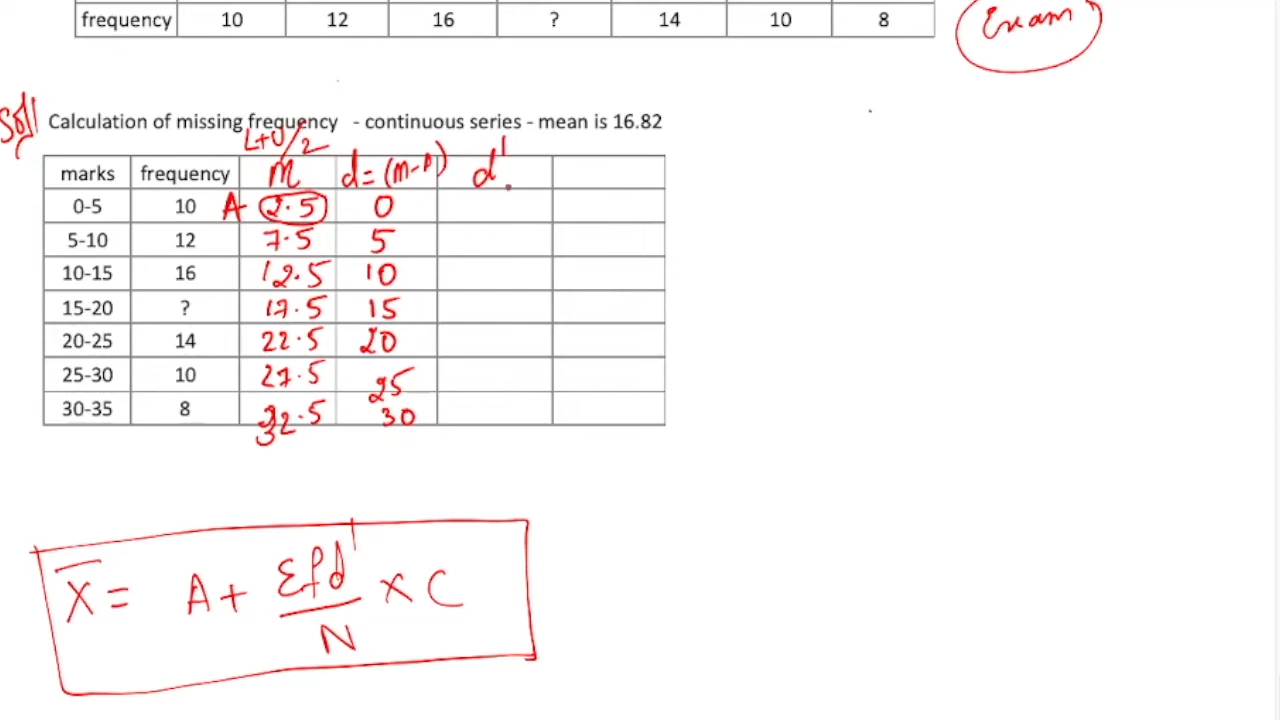 frequency 10 12 16 ? 14 10 8
Exam
Sol/
Calculation of missing frequency - continuous series - mean is 16.82
L+U/2
marks frequency m d=(m-A) d'
0-5 10 A 2.5 0
5-10 12 7.5 5
10-15 16 12.5 10
15-20 ? 17.5 15
20-25 14 22.5 20
25-30 10 27.5 25
30-35 8 32.5 30
X̄ = A + Σfd' / N × C